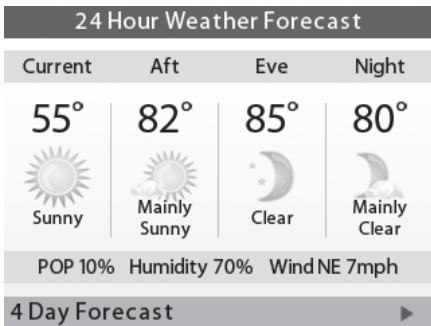 24 Hour Weather Forecast
Current Aft Eve Night
55° 82° 85° 80°
Sunny Mainly Sunny Clear Mainly Clear
POP 10% Humidity 70% Wind NE 7mph
4 Day Forecast